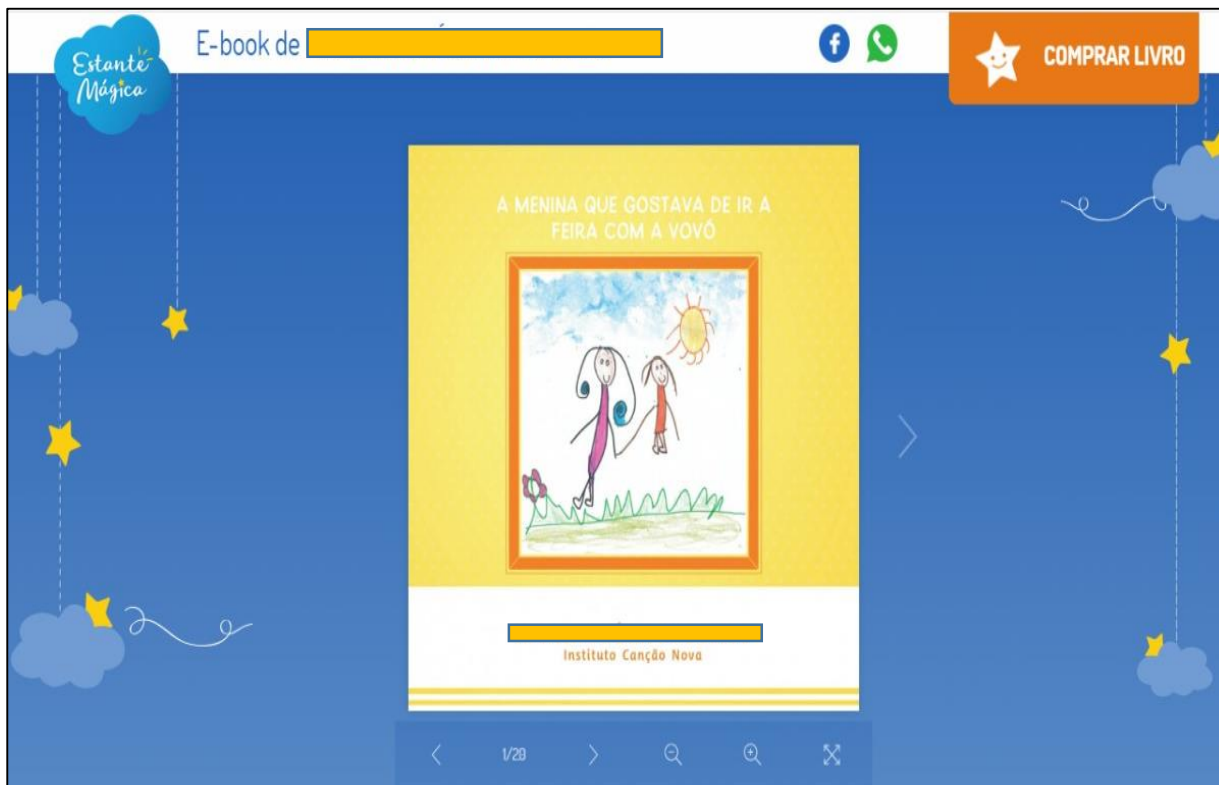 Estante
Mágica
E-book de
COMPRAR LIVRO
A MENINA QUE GOSTAVA DE IR A
FEIRA COM A VOVÓ
Instituto Canção Nova
1/28